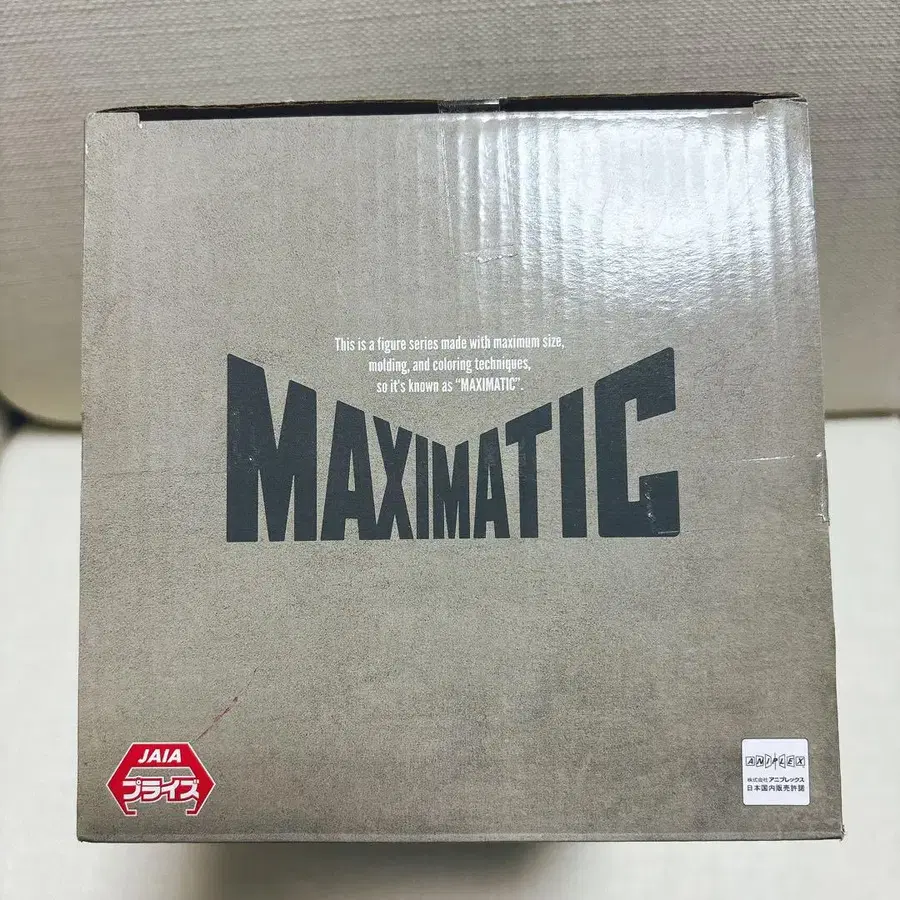 This is a figure series made with maximum size,
molding, and coloring techniques,
so it's known as "MAXIMATIC".
MAXIMATIC
JAIA
プライズ
ANIPLEX
株式会社アニプレックス
日本国内販売許諾